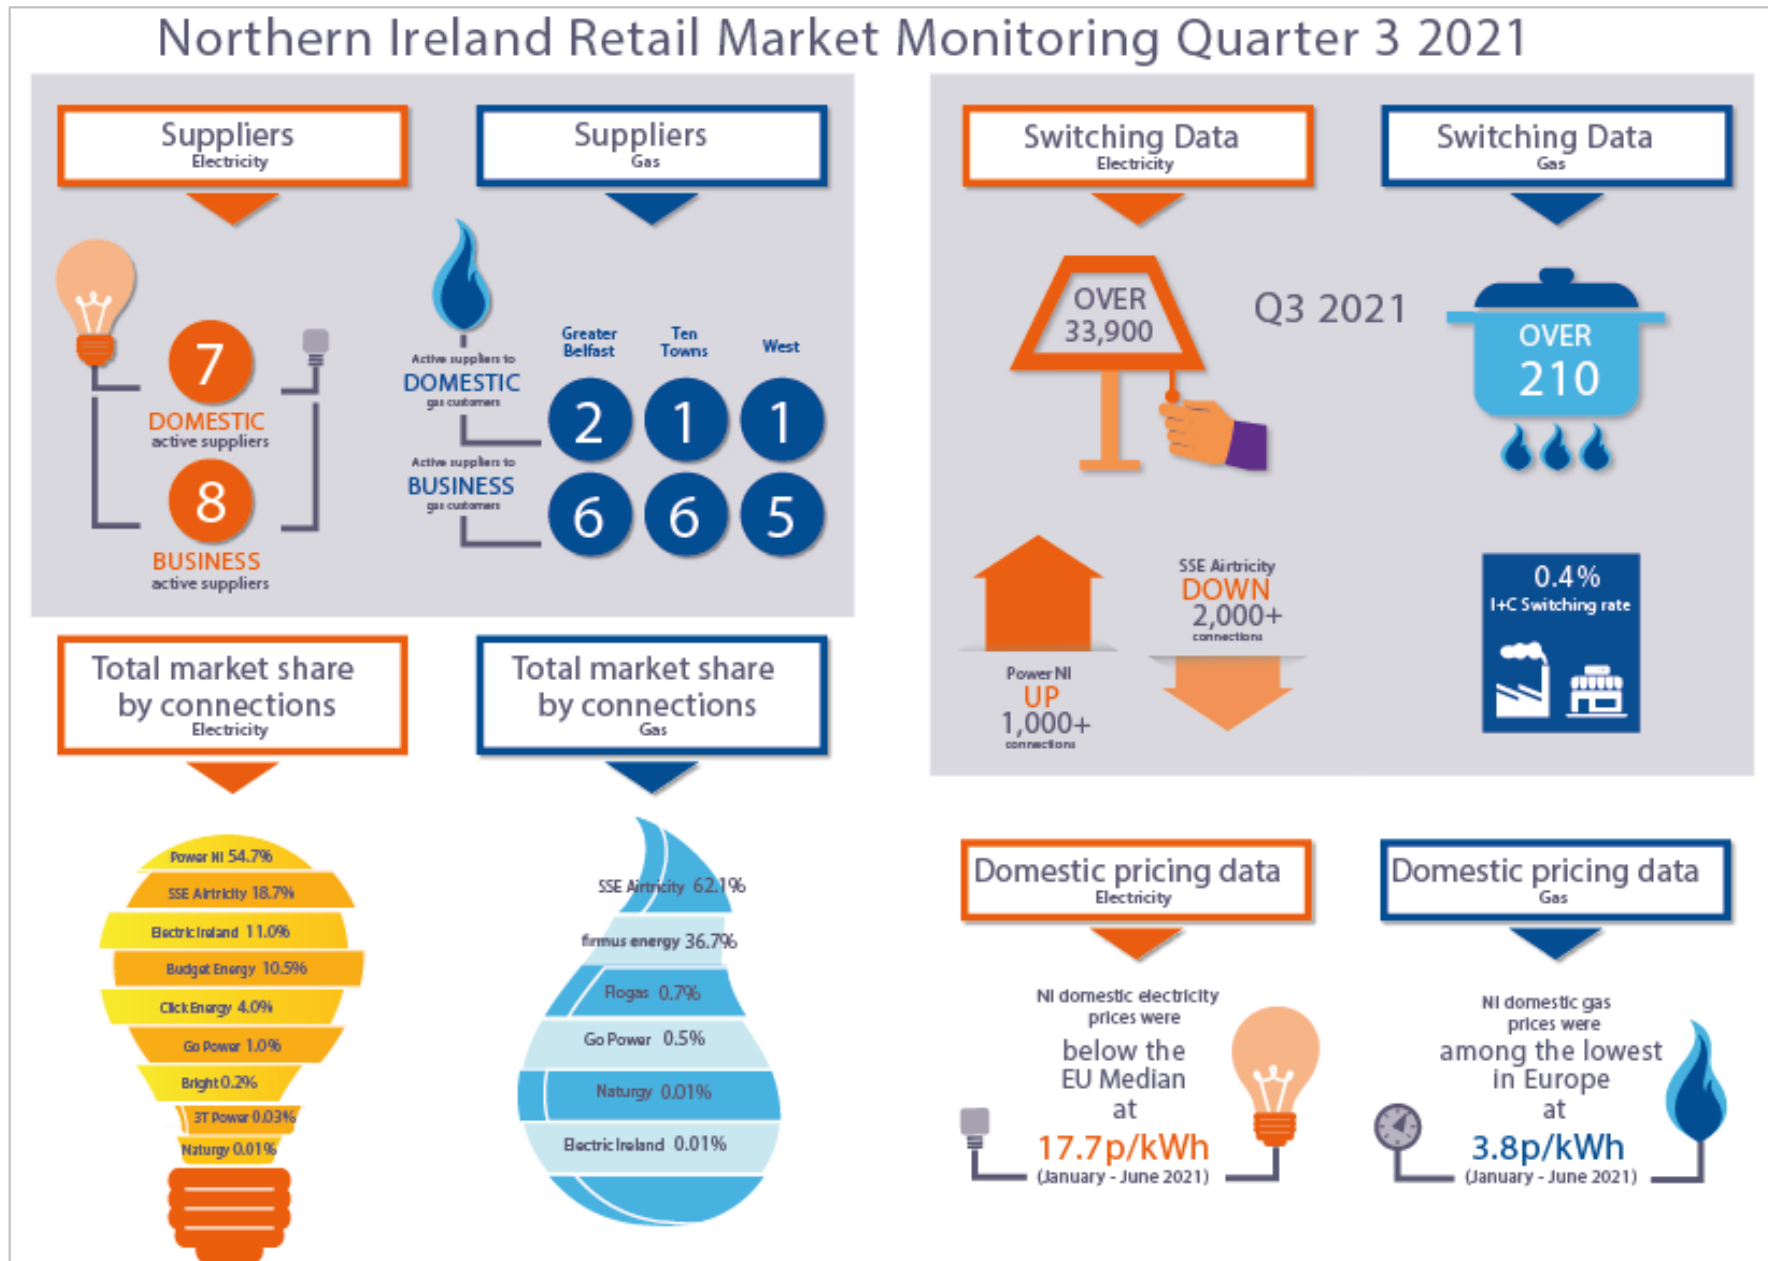 Northern Ireland Retail Market Monitoring Quarter 3 2021
Suppliers
Electricity
Suppliers
Gas
7
DOMESTIC
active suppliers
8
BUSINESS
active suppliers
Greater
Belfast
Ten
Towns
West
Active suppliers to
DOMESTIC
gas customers
2
1
1
Active suppliers to
BUSINESS
gas customers
6
6
5
Switching Data
Electricity
Switching Data
Gas
OVER
33,900
Q3 2021
OVER
210
Power NI
UP
1,000+
connections
SSE Airtricity
DOWN
2,000+
connections
0.4%
I+C Switching rate
Total market share
by connections
Electricity
Total market share
by connections
Gas
Power NI 54.7%
SSE Airtricity 18.7%
Electric Ireland 11.0%
Budget Energy 10.5%
Click Energy 4.0%
Go Power 1.0%
Bright 0.2%
3T Power 0.03%
Naturgy 0.01%
SSE Airtricity 62.1%
firmus energy 36.7%
Flogas 0.7%
Go Power 0.5%
Naturgy 0.01%
Electric Ireland 0.01%
Domestic pricing data
Electricity
Domestic pricing data
Gas
NI domestic electricity
prices were
below the
EU Median
at
17.7p/kWh
(January - June 2021)
NI domestic gas
prices were
among the lowest
in Europe
at
3.8p/kWh
(January - June 2021)